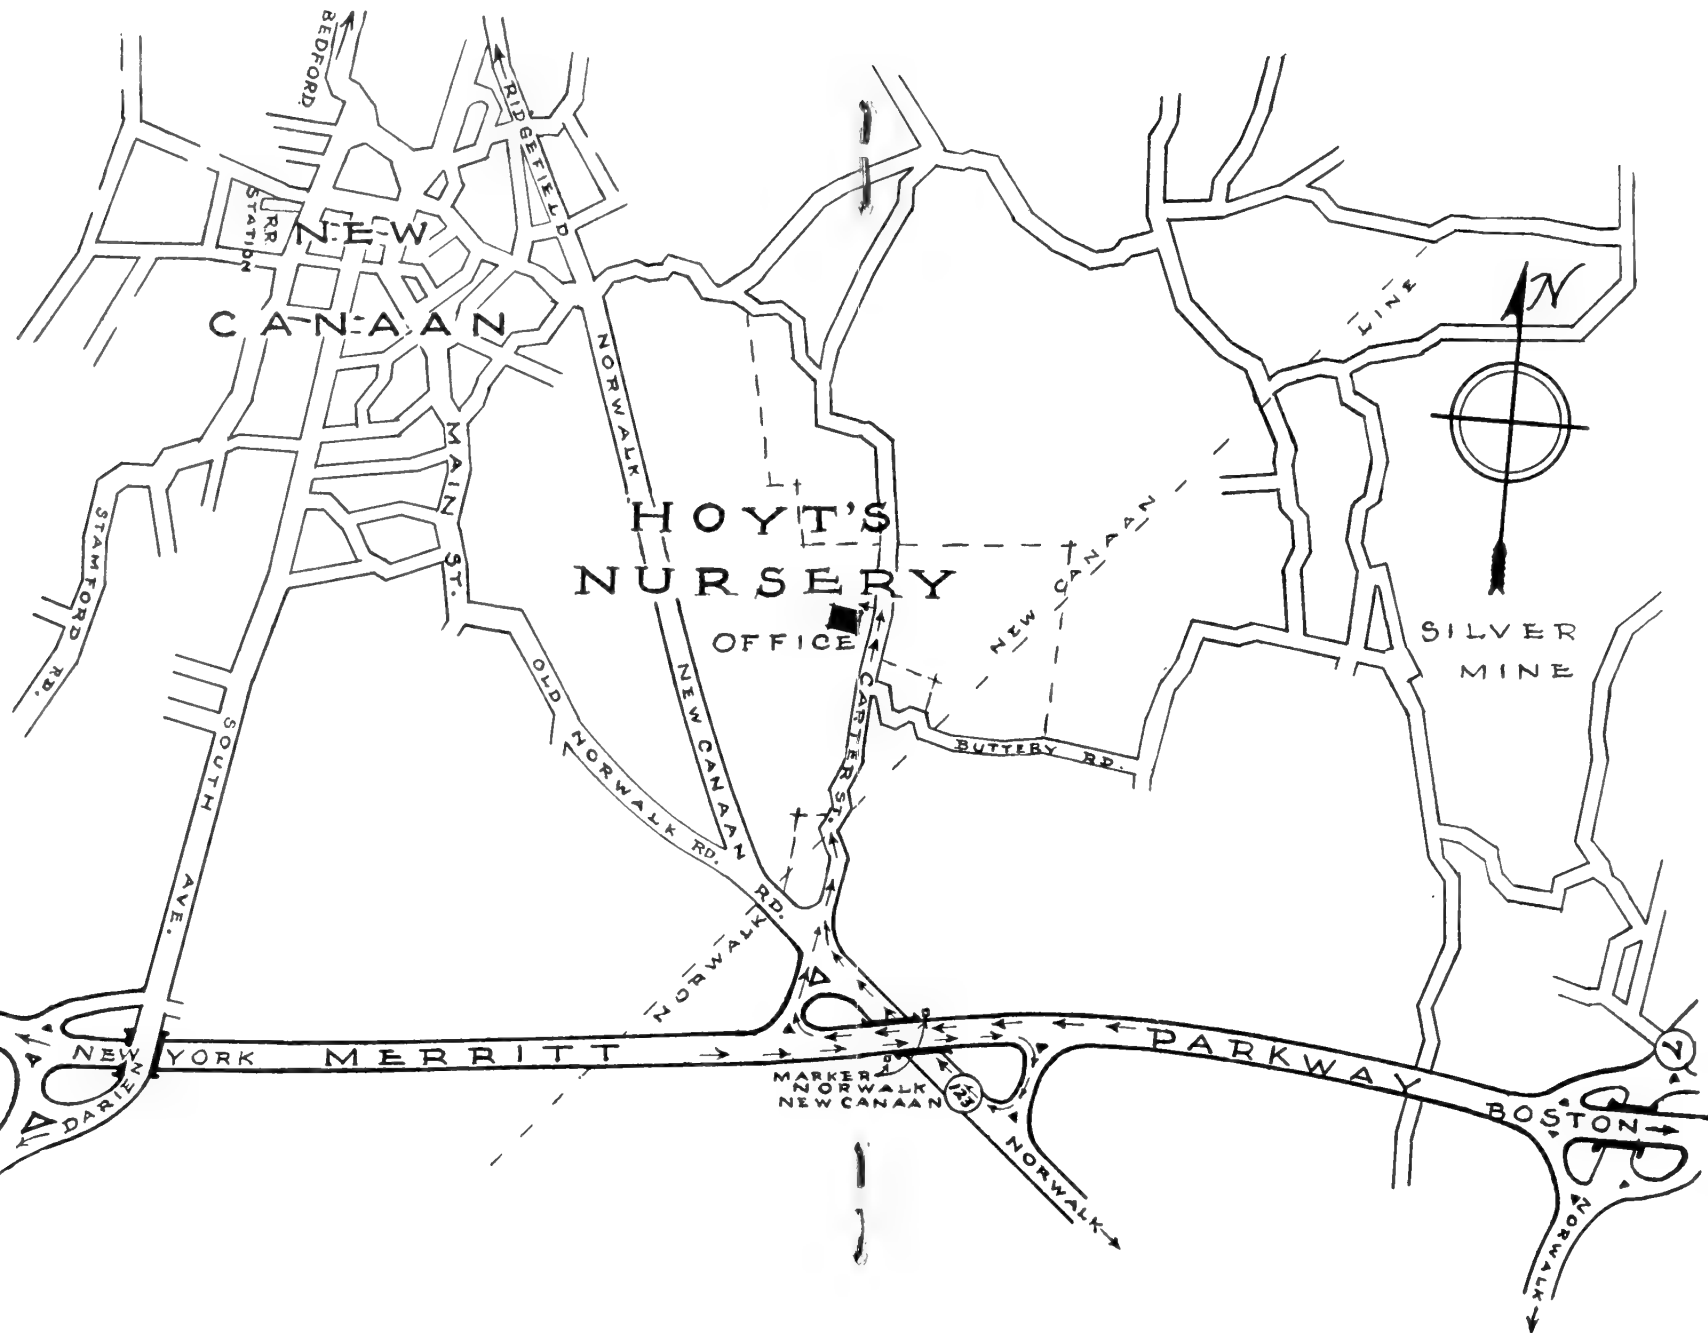 BEDFORD.
RIDGEFIELD
RR.
STATION
NEW
CANAAN
NORWALK
MAIN ST.
HOYT'S
NURSERY
OFFICE
STAMFORD RD.
OLD NORWALK RD.
NEW CANAAN RD.
CARTER ST.
BUTTERY RD.
NEW CANAAN
LINE
N
SILVER
MINE
SOUTH AVE.
NORWALK
NEW YORK
MERRITT
PARKWAY
BOSTON
DARIEN
7
MARKER
NORWALK
NEW CANAAN
123
NORWALK
NORWALK